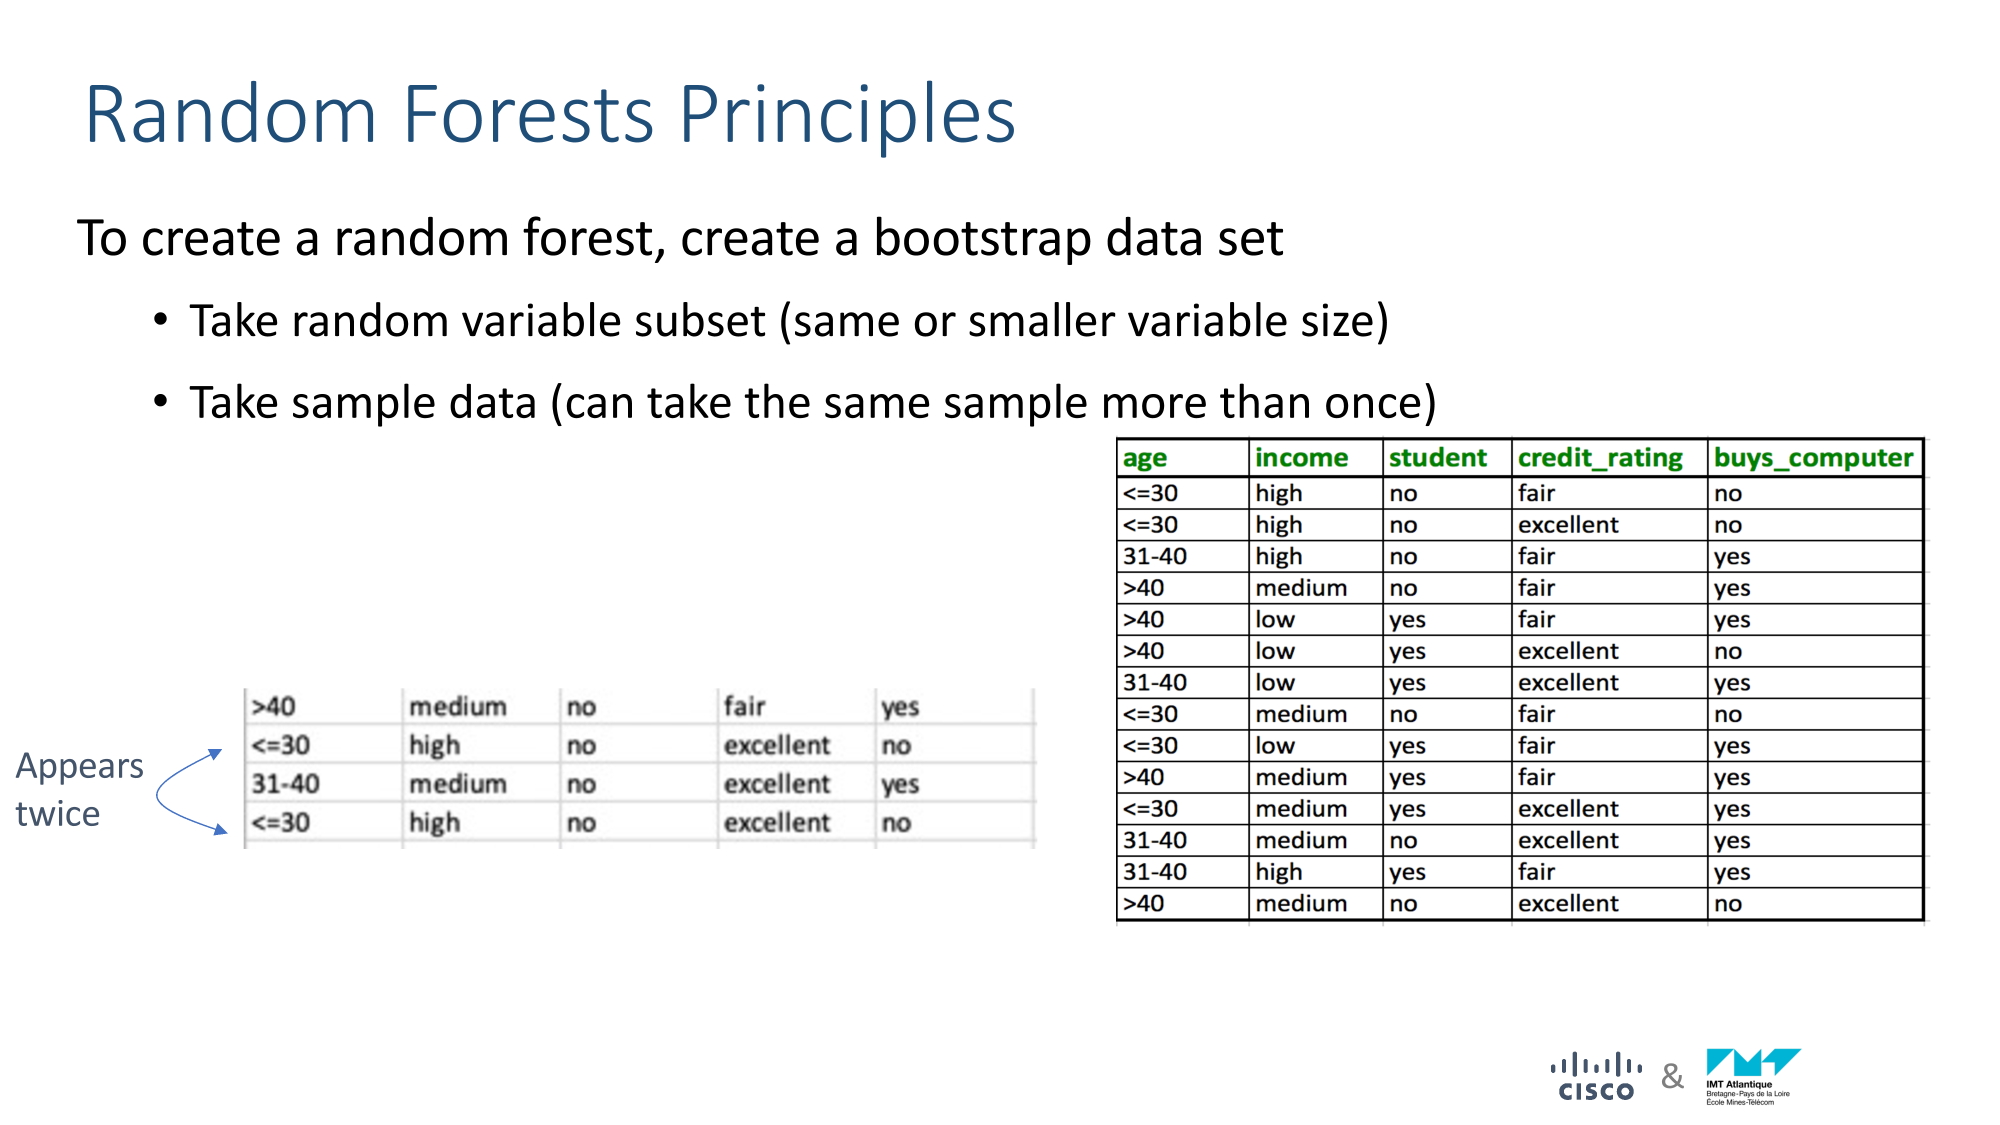 Random Forests Principles
To create a random forest, create a bootstrap data set
• Take random variable subset (same or smaller variable size)
• Take sample data (can take the same sample more than once)
age income student credit_rating buys_computer
<=30 high no fair no
<=30 high no excellent no
31-40 high no fair yes
>40 medium no fair yes
>40 low yes fair yes
>40 low yes excellent no
31-40 low yes excellent yes
<=30 medium no fair no
<=30 low yes fair yes
>40 medium yes fair yes
<=30 medium yes excellent yes
31-40 medium no excellent yes
31-40 high yes fair yes
>40 medium no excellent no
Appears
twice
>40 medium no fair yes
<=30 high no excellent no
31-40 medium no excellent yes
<=30 high no excellent no
CISCO & IMT Atlantique
Bretagne-Pays de la Loire
École Mines-Télécom